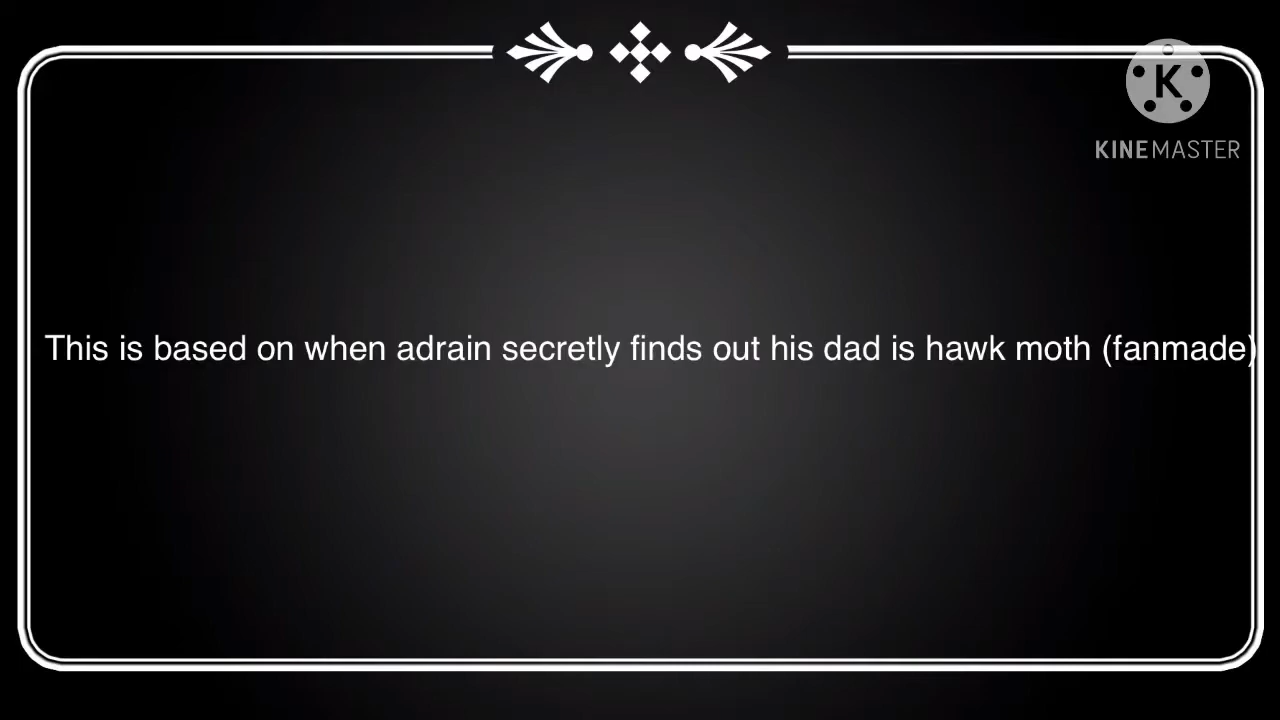 K
KINEMASTER
This is based on when adrain secretly finds out his dad is hawk moth (fanmade)